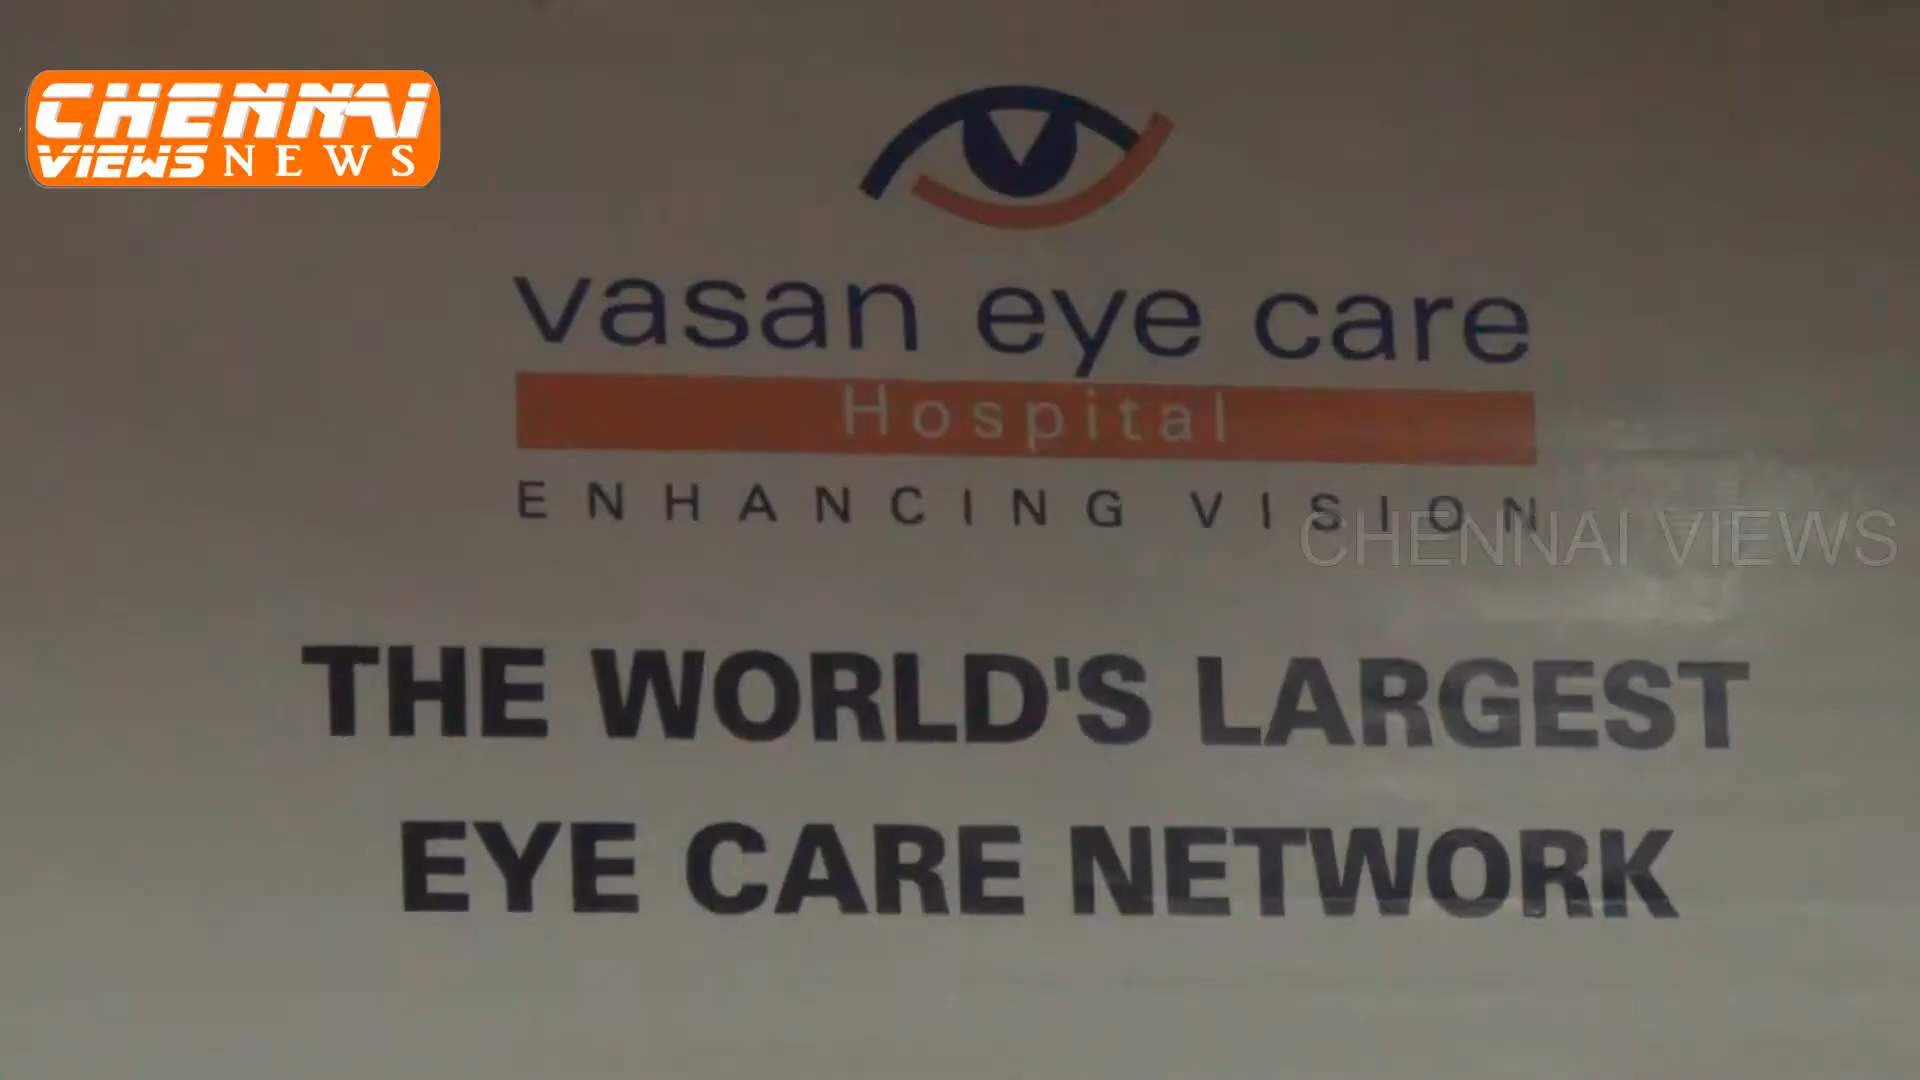 CHENNAI
VIEWS NEWS
vasan eye care
Hospital
ENHANCING VISION
CHENNAI VIEWS
THE WORLD'S LARGEST
EYE CARE NETWORK